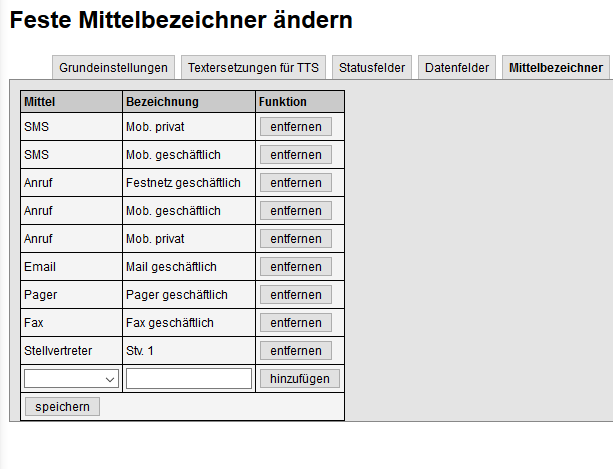 Feste Mittelbezeichner ändern
Grundeinstellungen Textersetzungen für TTS Statusfelder Datenfelder Mittelbezeichner
Mittel Bezeichnung Funktion
SMS Mob. privat entfernen
SMS Mob. geschäftlich entfernen
Anruf Festnetz geschäftlich entfernen
Anruf Mob. geschäftlich entfernen
Anruf Mob. privat entfernen
Email Mail geschäftlich entfernen
Pager Pager geschäftlich entfernen
Fax Fax geschäftlich entfernen
Stellvertreter Stv. 1 entfernen
hinzufügen
speichern